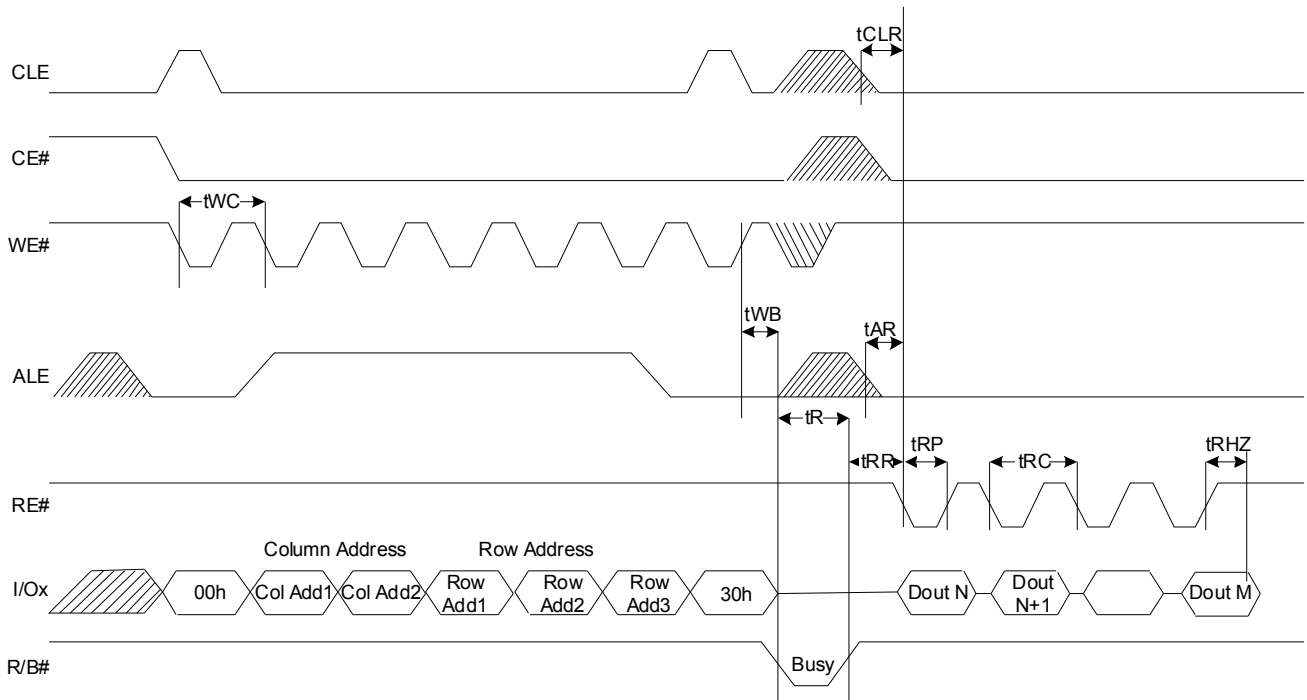 tCLR
CLE
CE#
tWC
WE#
tWB
tAR
ALE
tR
tRR
tRP
tRC
tRHZ
RE#
Column Address
Row Address
I/Ox
00h
Col Add1
Col Add2
Row
Add1
Row
Add2
Row
Add3
30h
Dout N
Dout
N+1
Dout M
R/B#
Busy